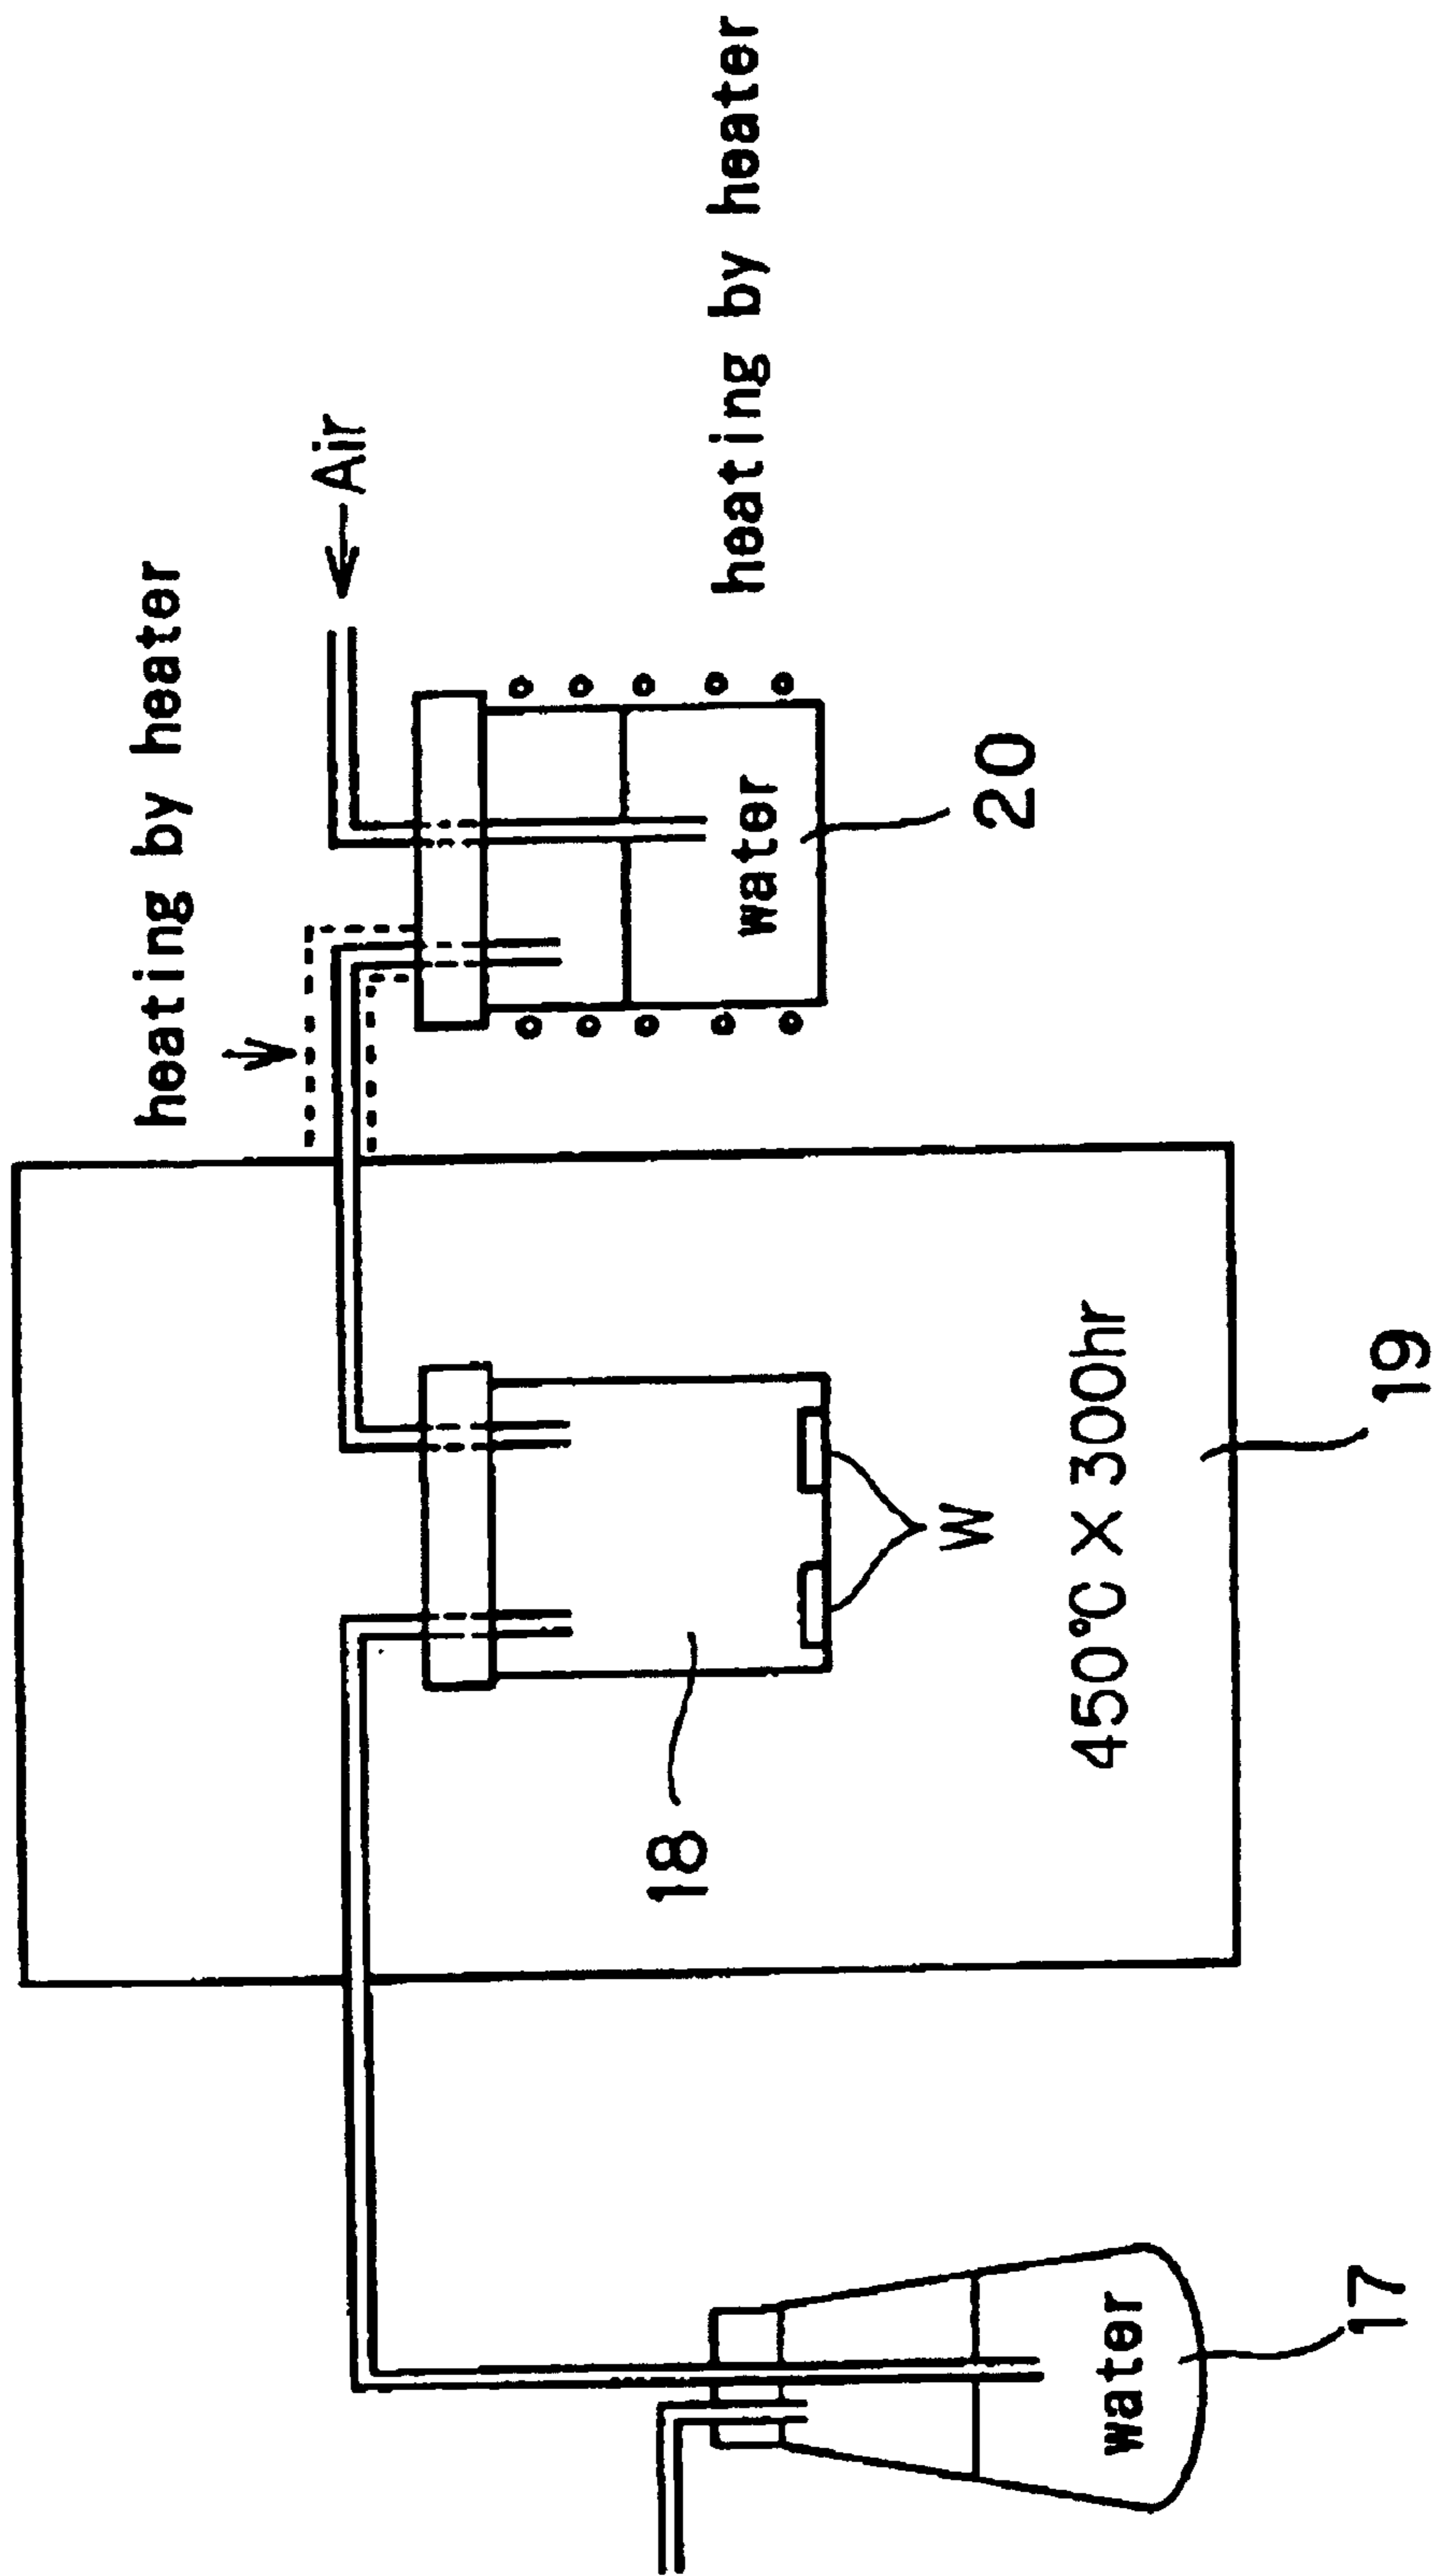 heating by heater
Air
heating by heater
water
20
18
W
450°C X 300hr
19
water
17